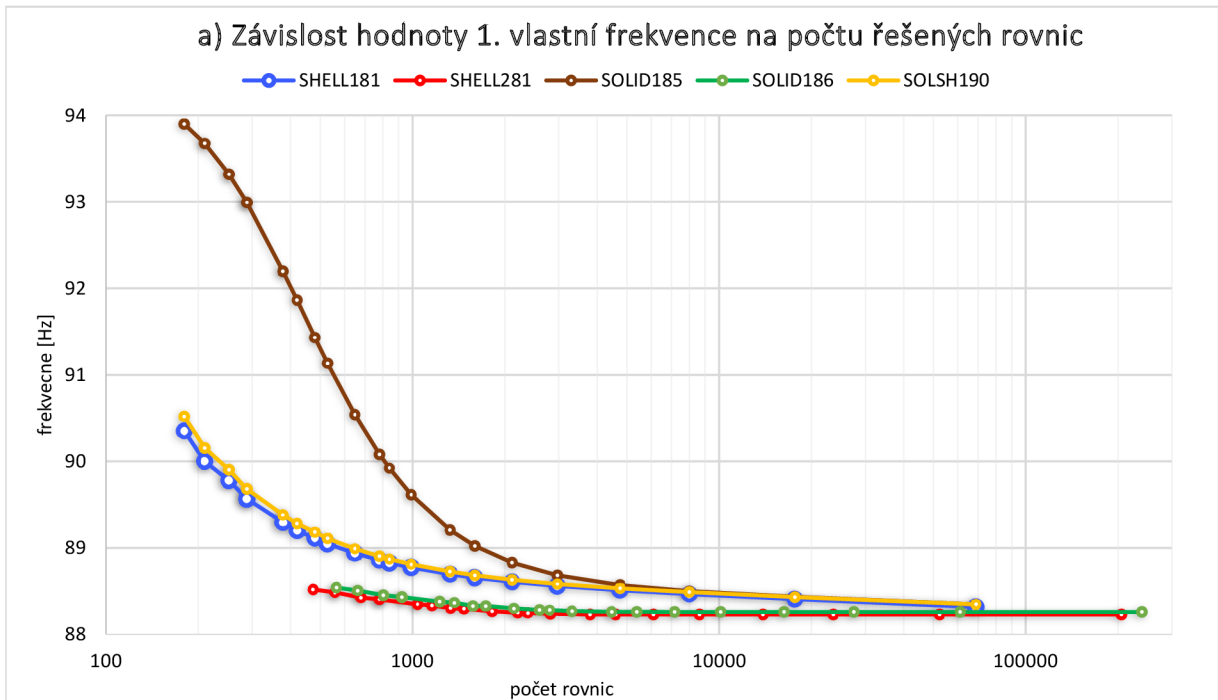 a) Závislost hodnoty 1. vlastní frekvence na počtu řešených rovnic
SHELL181 SHELL281 SOLID185 SOLID186 SOLSH190
94
93
92
91
90
89
88
frekvecne [Hz]
100 1000 10000 100000
počet rovnic